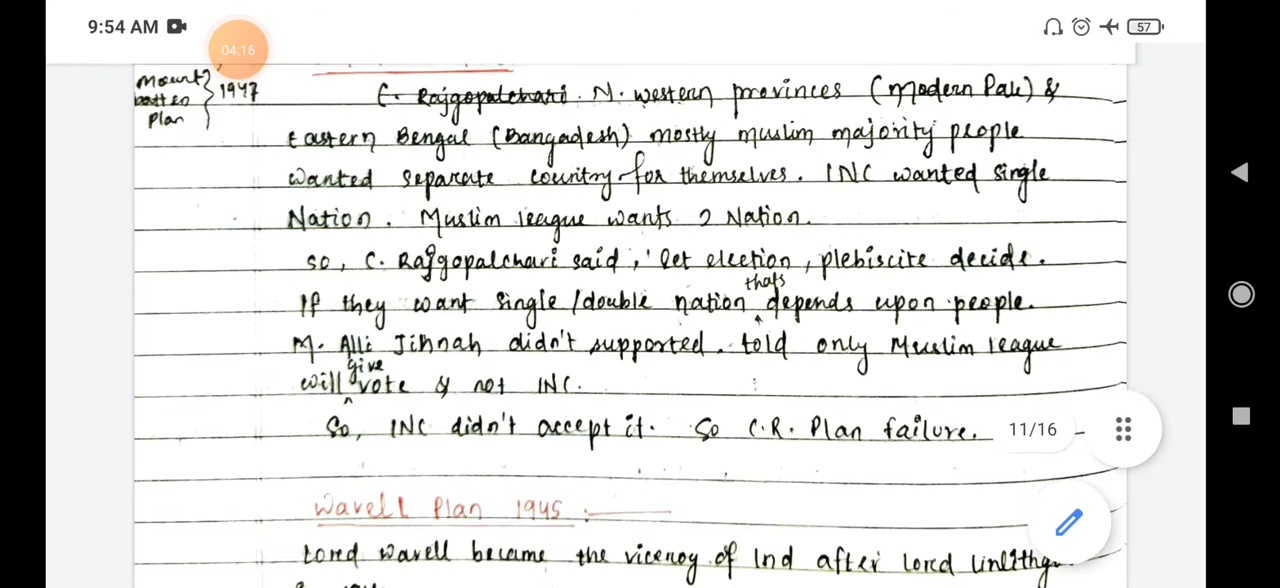 9:54 AM
57
04:16
Mount
batten
Plan
1947
C. Rajgopalchari. N. western provinces (Modern Pak) &
Eastern Bengal (Bangadesh) mostly muslim majority people
wanted separate country for themselves. INC wanted single
Nation. Muslim league wants 2 Nation.
So, C. Rajgopalchari said, 'let election, plebiscite decide.
thats
If they want single/double nation depends upon people.
M. Alli Jihnah didn't supported. told only Muslim league
give
will vote & not INC.
So, INC didn't accept it. So C.R. Plan failure.
11/16
Wavell Plan 1945 :-
Lored wavell became the viceroy of Ind after lored